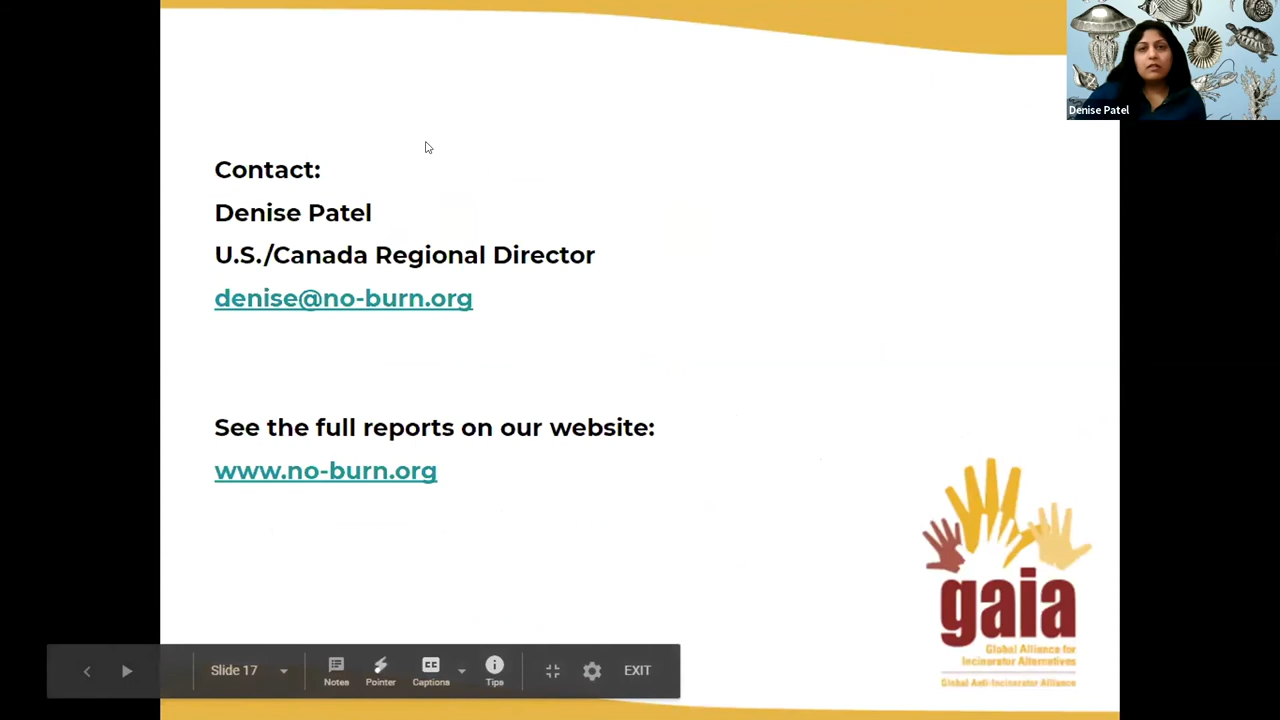 Denise Patel
Contact:
Denise Patel
U.S./Canada Regional Director
denise@no-burn.org
See the full reports on our website:
www.no-burn.org
gaia
Global Alliance for
Incinerator Alternatives
Global Anti-Incinerator Alliance
Slide 17
Notes
Pointer
Captions
Tips
EXIT